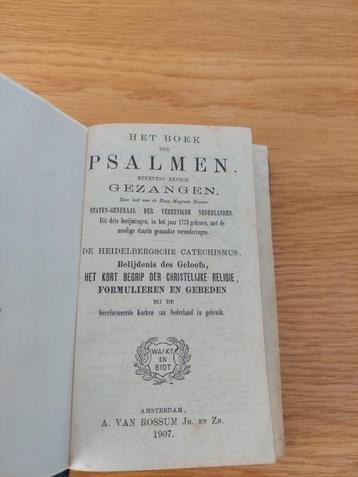 HET BOEK
DER
PSALMEN.
BENEVENS EENIGE
GEZANGEN.
Door last van de Hoog Mogende Heeren
STATEN-GENERAAL DER VEREENIGDE NEDERLANDEN.
Uit drie berijmingen, in het jaar 1773 gekozen, met de
noodige daarin gemaakte veranderingen.
DE HEIDELBERGSCHE CATECHISMUS,
Belijdenis des Geloofs,
HET KORT BEGRIP DER CHRISTELIJKE RELIGIE,
FORMULIEREN EN GEBEDEN
BIJ DE
Gereformeerde Kerken van Nederland in gebruik.
WAAKT
EN
BIDT
AMSTERDAM,
A. VAN ROSSUM JR. EN ZN.
1907.